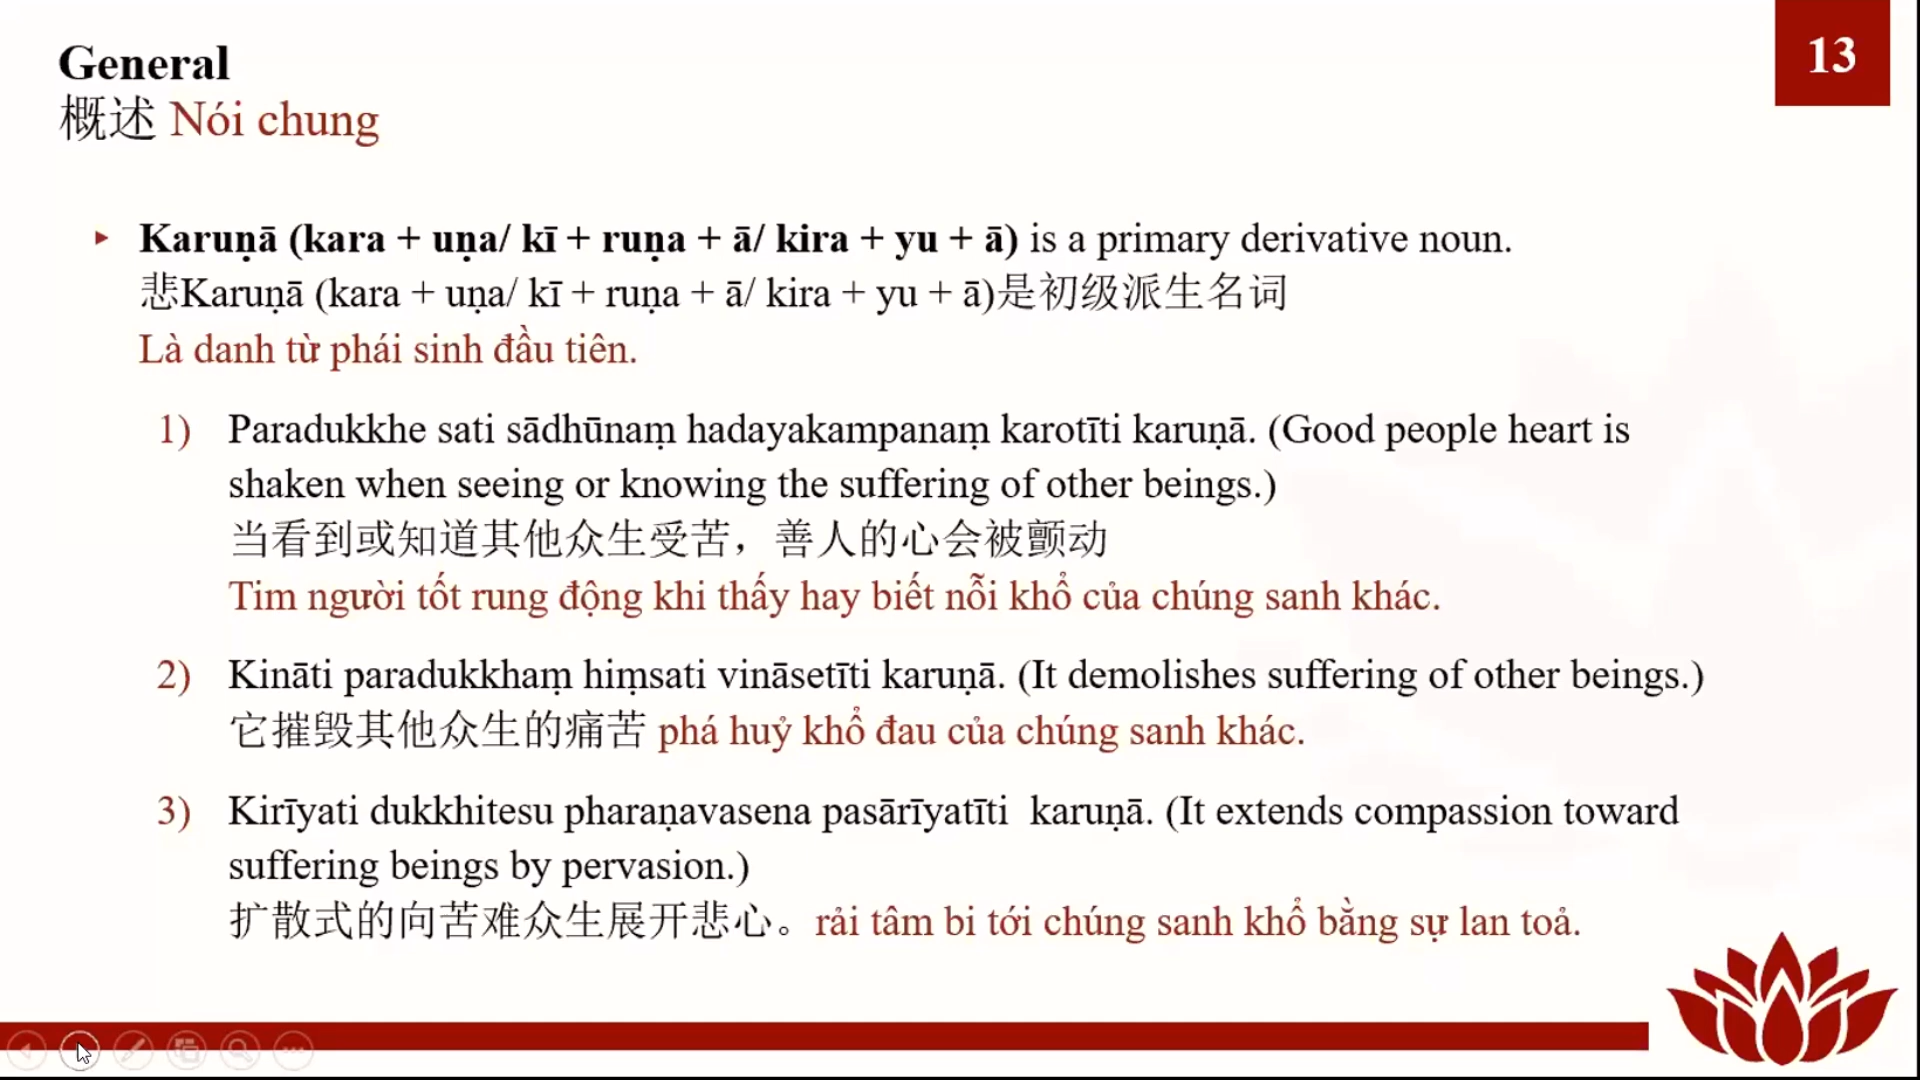 General
13
概述 Nói chung
Karuṇā (kara + uṇa/ kī + ruṇa + ā/ kira + yu + ā) is a primary derivative noun.
悲Karuṇā (kara + uṇa/ kī + ruṇa + ā/ kira + yu + ā)是初级派生名词
Là danh từ phái sinh đầu tiên.
1) Paradukkhe sati sādhūnaṃ hadayakampanaṃ karotīti karuṇā. (Good people heart is
shaken when seeing or knowing the suffering of other beings.)
当看到或知道其他众生受苦，善人的心会被颤动
Tim người tốt rung động khi thấy hay biết nỗi khổ của chúng sanh khác.
2) Kināti paradukkhaṃ hiṃsati vināsetīti karuṇā. (It demolishes suffering of other beings.)
它摧毁其他众生的痛苦 phá huỷ khổ đau của chúng sanh khác.
3) Kirīyati dukkhitesu pharaṇavasena pasārīyatīti karuṇā. (It extends compassion toward
suffering beings by pervasion.)
扩散式的向苦难众生展开悲心。rải tâm bi tới chúng sanh khổ bằng sự lan toả.